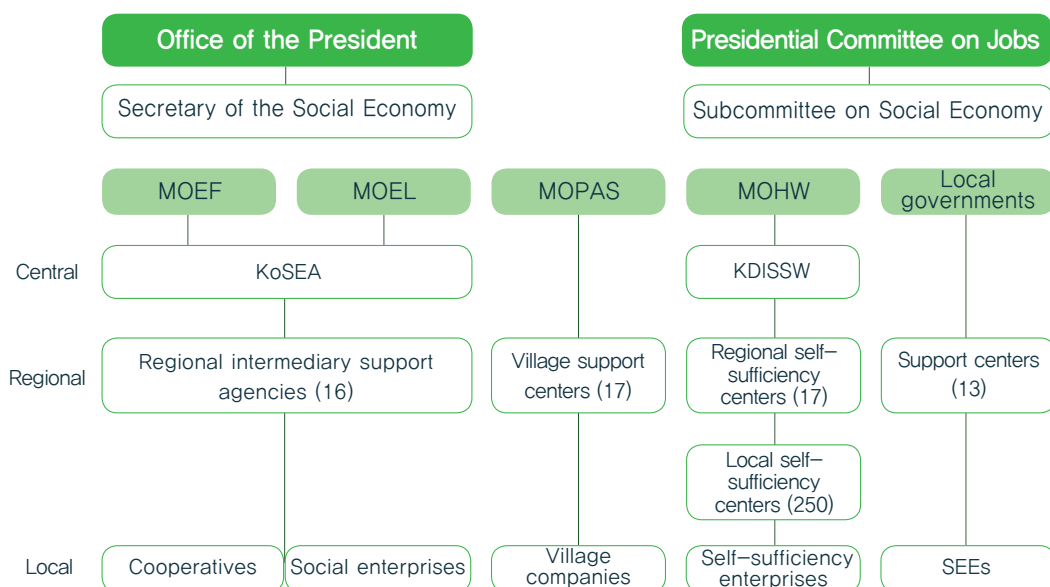 Office of the President
Presidential Committee on Jobs
Secretary of the Social Economy
Subcommittee on Social Economy
MOEF
MOEL
MOPAS
MOHW
Local
governments
Central
KoSEA
KDISSW
Regional
Regional intermediary support
agencies (16)
Village support
centers (17)
Regional self-
sufficiency
centers (17)
Support centers
(13)
Local self-
sufficiency
centers (250)
Local
Cooperatives
Social enterprises
Village
companies
Self-sufficiency
enterprises
SEEs